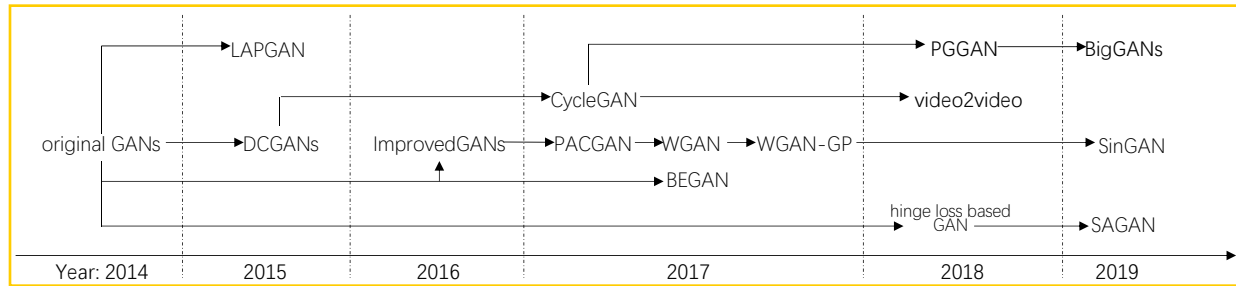 LAPGAN
PGGAN
BigGANs
CycleGAN
video2video
original GANs
DCGANs
ImprovedGANs
PACGAN
WGAN
WGAN-GP
SinGAN
BEGAN
hinge loss based
GAN
SAGAN
Year: 2014
2015
2016
2017
2018
2019